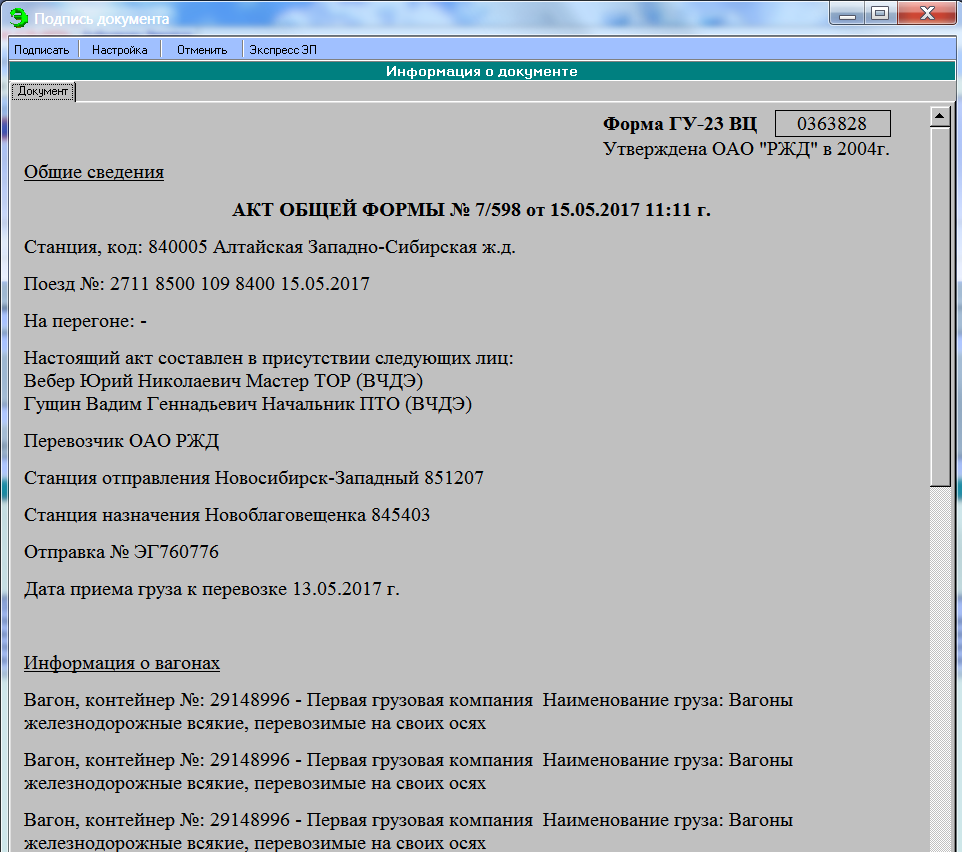 Подпись документа
Подписать Настройка Отменить Экспресс ЭП
Информация о документе
Документ
Форма ГУ-23 ВЦ 0363828
Утверждена ОАО "РЖД" в 2004г.
Общие сведения
АКТ ОБЩЕЙ ФОРМЫ № 7/598 от 15.05.2017 11:11 г.
Станция, код: 840005 Алтайская Западно-Сибирская ж.д.
Поезд №: 2711 8500 109 8400 15.05.2017
На перегоне: -
Настоящий акт составлен в присутствии следующих лиц:
Вебер Юрий Николаевич Мастер ТОР (ВЧДЭ)
Гущин Вадим Геннадьевич Начальник ПТО (ВЧДЭ)
Перевозчик ОАО РЖД
Станция отправления Новосибирск-Западный 851207
Станция назначения Новоблаговещенка 845403
Отправка № ЭГ760776
Дата приема груза к перевозке 13.05.2017 г.
Информация о вагонах
Вагон, контейнер №: 29148996 - Первая грузовая компания Наименование груза: Вагоны
железнодорожные всякие, перевозимые на своих осях
Вагон, контейнер №: 29148996 - Первая грузовая компания Наименование груза: Вагоны
железнодорожные всякие, перевозимые на своих осях
Вагон, контейнер №: 29148996 - Первая грузовая компания Наименование груза: Вагоны
железнодорожные всякие, перевозимые на своих осях